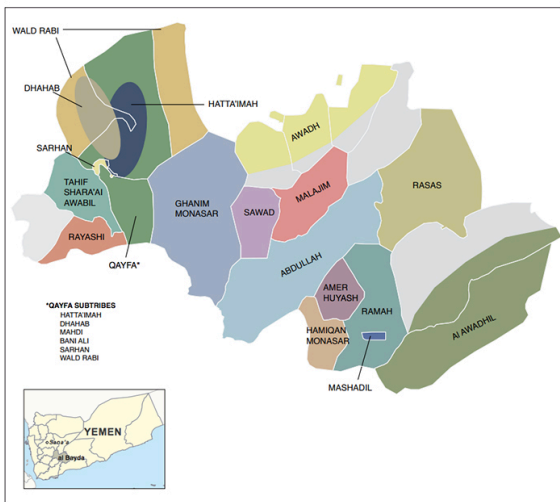 WALD RABI
DHAHAB
HATTA'IMAH
SARHAN
AWADH
TAHIF
SHARA'AI
AWABIL
GHANIM
MONASAR
SAWAD
MALAJIM
RASAS
RAYASHI
QAYFA*
ABDULLAH
AMER
HUYASH
RAMAH
HAMIQAN
MONASAR
Al AWADHIL
MASHADIL
*QAYFA SUBTRIBES
HATTA'IMAH
DHAHAB
MAHDI
BANI ALI
SARHAN
WALD RABI
YEMEN
Sana'a
al Bayda